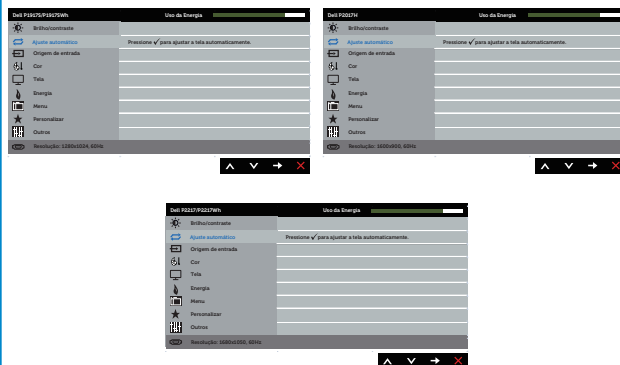 Dell P1917S/P1917SWh Uso da Energia
Brilho/contraste
Ajuste automático Pressione ✓ para ajustar a tela automaticamente.
Origem de entrada
Cor
Tela
Energia
Menu
Personalizar
Outros
Resolução: 1280x1024, 60Hz
Dell P2017H Uso da Energia
Brilho/contraste
Ajuste automático Pressione ✓ para ajustar a tela automaticamente.
Origem de entrada
Cor
Tela
Energia
Menu
Personalizar
Outros
Resolução: 1600x900, 60Hz
Dell P2217/P2217Wh Uso da Energia
Brilho/contraste
Ajuste automático Pressione ✓ para ajustar a tela automaticamente.
Origem de entrada
Cor
Tela
Energia
Menu
Personalizar
Outros
Resolução: 1680x1050, 60Hz